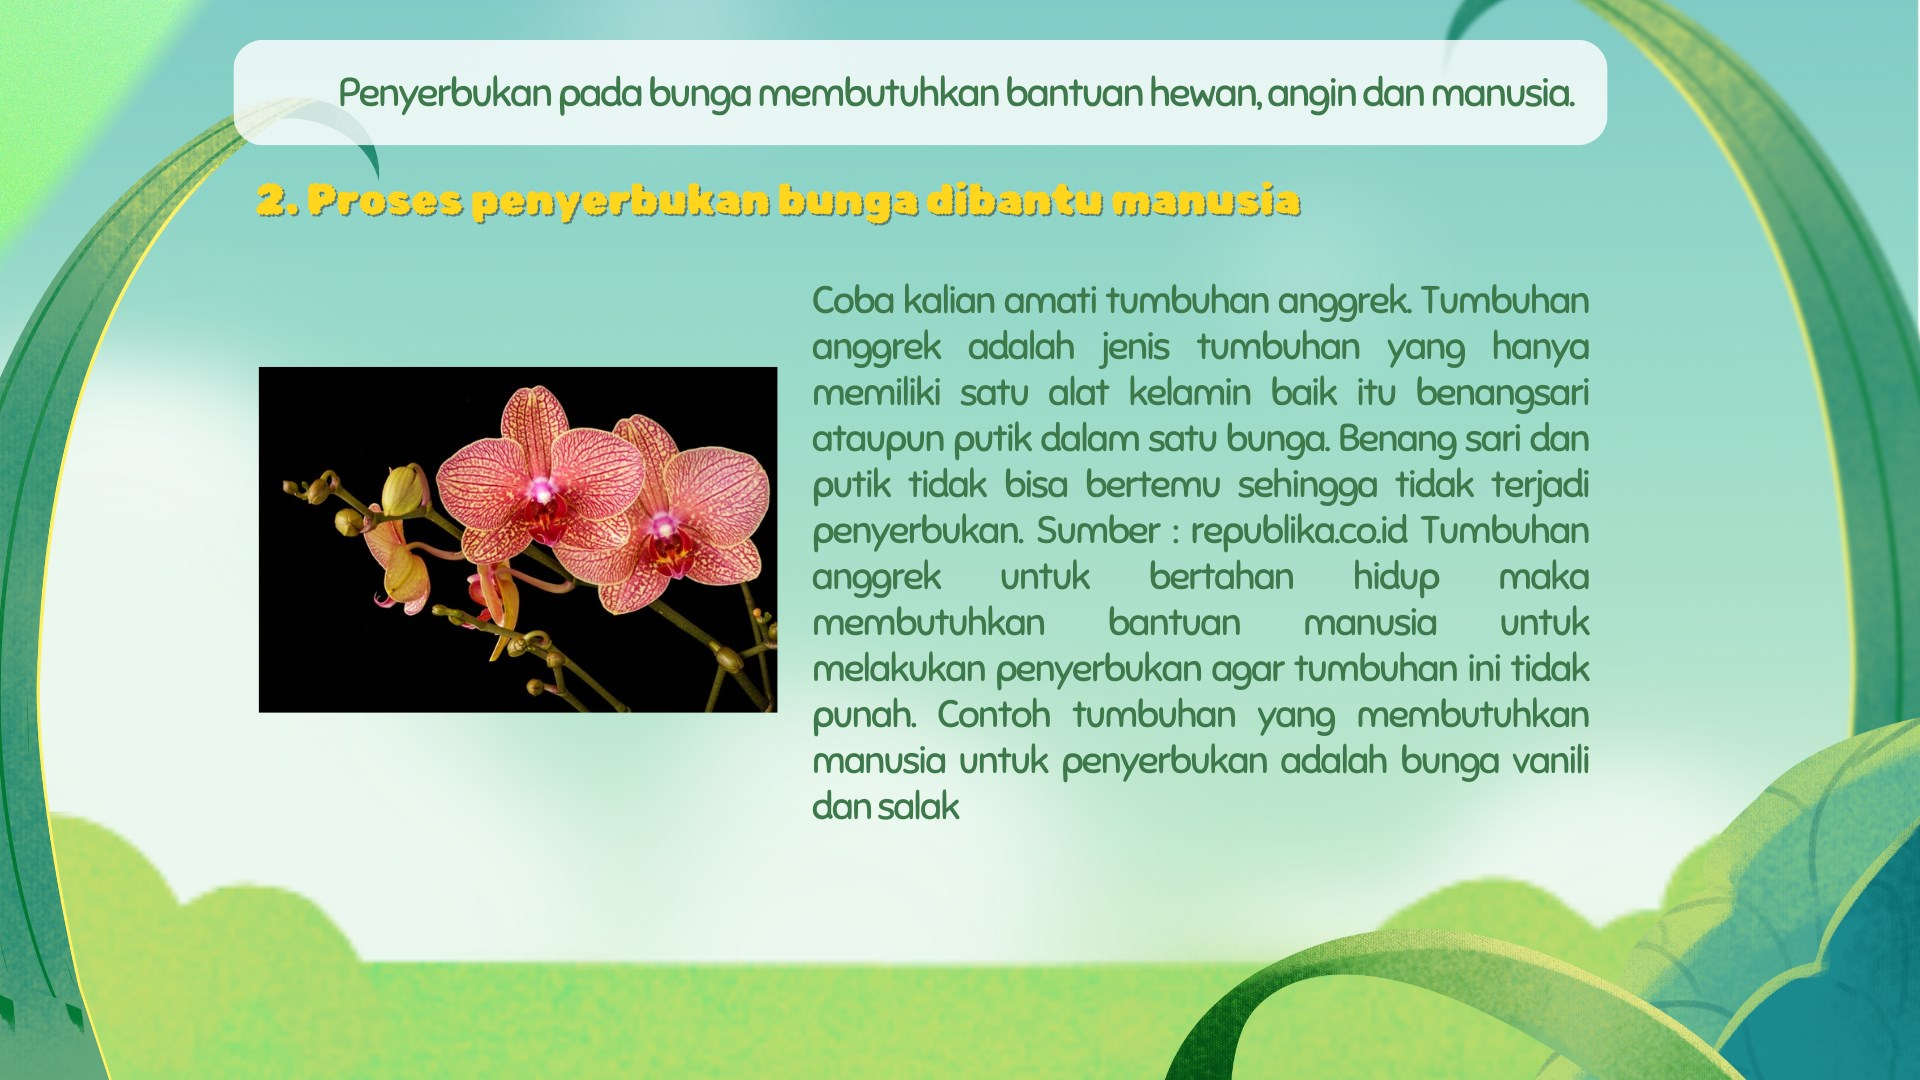 Penyerbukan pada bunga membutuhkan bantuan hewan, angin dan manusia.
2. Proses penyerbukan bunga dibantu manusia
Coba kalian amati tumbuhan anggrek. Tumbuhan
anggrek adalah jenis tumbuhan yang hanya
memiliki satu alat kelamin baik itu benangsari
ataupun putik dalam satu bunga. Benang sari dan
putik tidak bisa bertemu sehingga tidak terjadi
penyerbukan. Sumber : republika.co.id Tumbuhan
anggrek untuk bertahan hidup maka
membutuhkan bantuan manusia untuk
melakukan penyerbukan agar tumbuhan ini tidak
punah. Contoh tumbuhan yang membutuhkan
manusia untuk penyerbukan adalah bunga vanili
dan salak